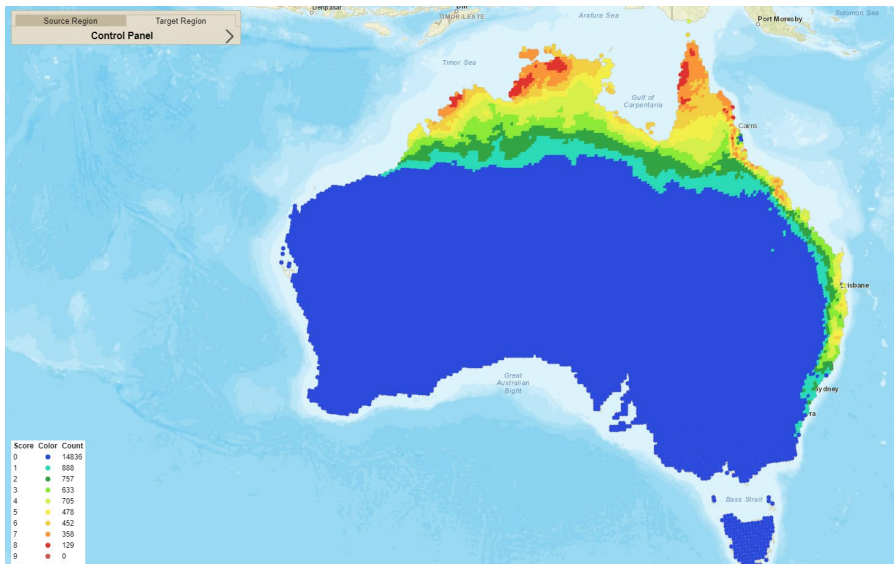 Denpasar
Dili
TIMOR-LESTE
Arafura Sea
Port Moresby
Solomon Sea
Source Region
Target Region
Control Panel
Timor Sea
Gulf of
Carpentaria
Cairns
Brisbane
Great
Australian
Bight
Sydney
ra
Bass Strait
Score Color Count
0 14836
1 888
2 757
3 633
4 705
5 478
6 452
7 358
8 129
9 0